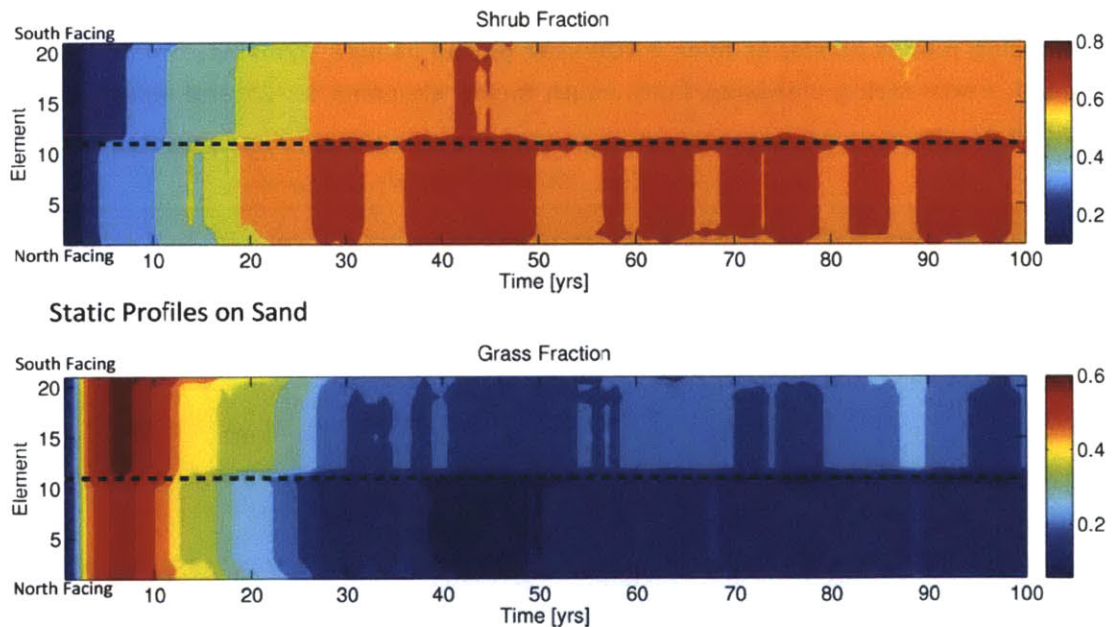 Shrub Fraction
South Facing
20
15
10
5
Element
North Facing
10 20 30 40 50 60 70 80 90 100
Time [yrs]
0.8
0.6
0.4
0.2
Static Profiles on Sand
Grass Fraction
South Facing
20
15
10
5
Element
North Facing
10 20 30 40 50 60 70 80 90 100
Time [yrs]
0.6
0.4
0.2